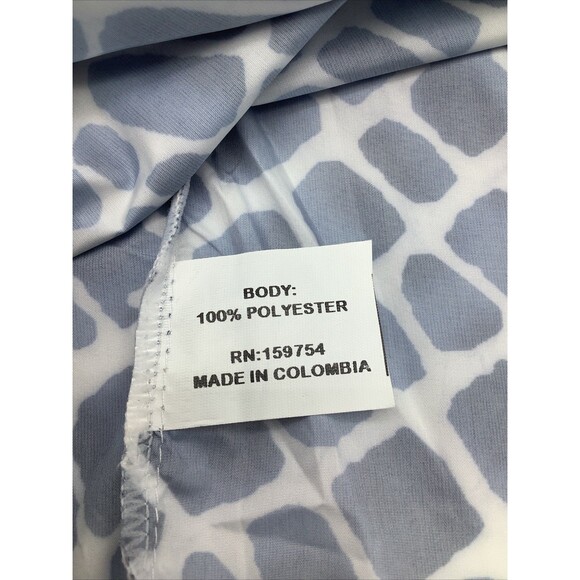 BODY:
100% POLYESTER
RN:159754
MADE IN COLOMBIA